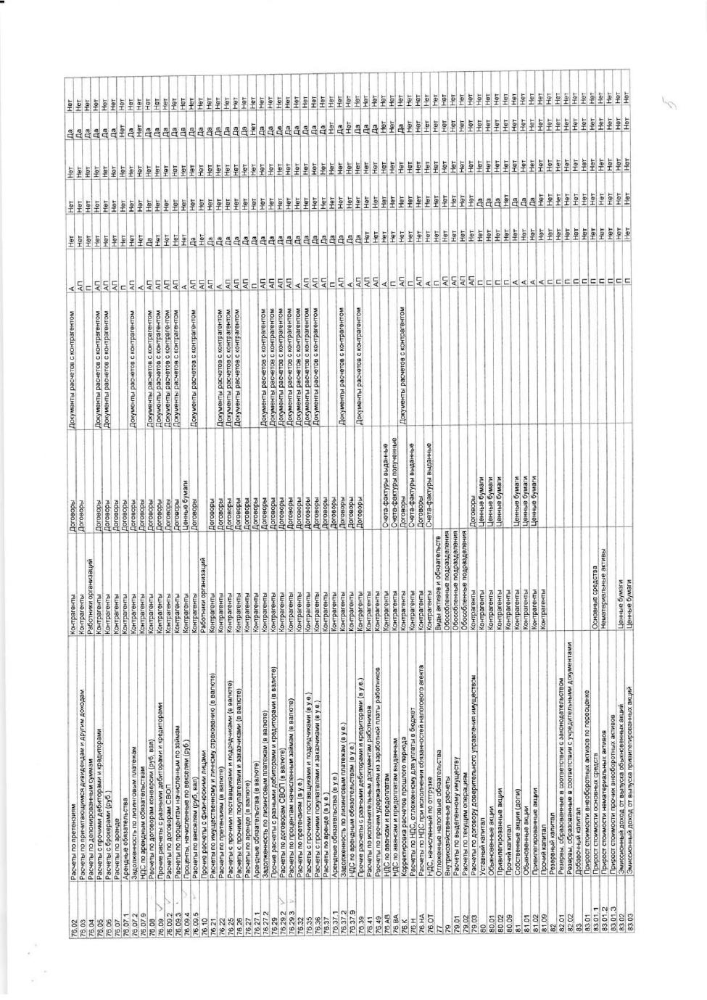 76.02 Расчеты по претензиям Контрагенты Договоры Документы расчетов с контрагентом А Нет Нет Нет Да Нет
76.03 Расчеты по причитающимся дивидендам и другим доходам Контрагенты Договоры АП Нет Нет Нет Да Нет
76.04 Расчеты по депонированным суммам Работники организаций П Нет Нет Нет Да Нет
76.05 Расчеты с прочими дебиторами и кредиторами Контрагенты Договоры Документы расчетов с контрагентом АП Нет Нет Нет Да Нет
76.06 Расчеты с брокерами (руб.) Контрагенты Договоры Документы расчетов с контрагентом АП Нет Нет Нет Да Нет
76.07 Расчеты по аренде Контрагенты Договоры АП Нет Нет Нет Да Нет
76.07.1 Арендные обязательства Контрагенты Договоры П Нет Нет Нет Нет Нет
76.07.2 Задолженность по лизинговым платежам Контрагенты Договоры Документы расчетов с контрагентом АП Нет Нет Нет Да Нет
76.07.9 НДС по арендным обязательствам Контрагенты Договоры А Нет Нет Нет Нет Нет
76.08 Расчеты по договорам конверсии (руб, вал) Контрагенты Договоры Документы расчетов с контрагентом АП Да Нет Нет Да Нет
76.09 Прочие расчеты с разными дебиторами и кредиторами Контрагенты Договоры Документы расчетов с контрагентом АП Нет Нет Нет Да Нет
76.09.2 Расчеты по договорам СВОП Контрагенты Договоры Документы расчетов с контрагентом АП Нет Нет Нет Да Нет
76.09.3 Расчеты по процентам начисленным по займам Контрагенты Договоры Документы расчетов с контрагентом АП Нет Нет Нет Да Нет
76.09.4 Проценты, начисленные по векселям (руб.) Контрагенты Ценные бумаги А Нет Нет Нет Да Нет
76.09.5 Расчеты по векселям (руб, вал) Контрагенты Договоры Документы расчетов с контрагентом АП Да Нет Нет Да Нет
76.10 Прочие расчеты с физическими лицами Работники организаций АП Нет Нет Нет Да Нет
76.21 Расчеты по имущественному и личному страхованию (в валюте) Контрагенты Договоры АП Да Нет Нет Да Нет
76.22 Расчеты по претензиям (в валюте) Контрагенты Договоры Документы расчетов с контрагентом А Да Нет Нет Да Нет
76.25 Расчеты с прочими поставщиками и подрядчиками (в валюте) Контрагенты Договоры Документы расчетов с контрагентом АП Да Нет Нет Да Нет
76.26 Расчеты с прочими покупателями и заказчиками (в валюте) Контрагенты Договоры Документы расчетов с контрагентом АП Да Нет Нет Да Нет
76.27 Расчеты по аренде (в валюте) Контрагенты Договоры АП Да Нет Нет Да Нет
76.27.1 Арендные обязательства (в валюте) Контрагенты Договоры П Да Нет Нет Нет Нет
76.27.2 Задолженность по лизинговым платежам (в валюте) Контрагенты Договоры Документы расчетов с контрагентом АП Да Нет Нет Да Нет
76.29 Прочие расчеты с разными дебиторами и кредиторами (в валюте) Контрагенты Договоры Документы расчетов с контрагентом АП Да Нет Нет Да Нет
76.29.2 Расчеты по договорам СВОП (в валюте) Контрагенты Договоры Документы расчетов с контрагентом АП Да Нет Нет Да Нет
76.29.3 Расчеты по процентам начисленным займам (в валюте) Контрагенты Договоры Документы расчетов с контрагентом АП Да Нет Нет Да Нет
76.32 Расчеты по претензиям (в у.е.) Контрагенты Договоры Документы расчетов с контрагентом А Да Нет Нет Да Нет
76.35 Расчеты с прочими поставщиками и подрядчиками (в у.е.) Контрагенты Договоры Документы расчетов с контрагентом АП Да Нет Нет Да Нет
76.36 Расчеты с прочими покупателями и заказчиками (в у.е.) Контрагенты Договоры Документы расчетов с контрагентом АП Да Нет Нет Да Нет
76.37 Расчеты по аренде (в у.е.) Контрагенты Договоры АП Да Нет Нет Да Нет
76.37.1 Арендные обязательства (в у.е.) Контрагенты Договоры П Да Нет Нет Нет Нет
76.37.2 Задолженность по лизинговым платежам (в у.е.) Контрагенты Договоры Документы расчетов с контрагентом АП Да Нет Нет Да Нет
76.37.9 НДС по арендным обязательствам (в у.е.) Контрагенты Договоры А Да Нет Нет Нет Нет
76.39 Прочие расчеты с разными дебиторами и кредиторами (в у.е.) Контрагенты Договоры Документы расчетов с контрагентом АП Да Нет Нет Да Нет
76.41 Расчеты по исполнительным документам работников Контрагенты АП Нет Нет Нет Да Нет
76.49 Расчеты по прочим удержаниям из заработной платы работников Контрагенты АП Нет Нет Нет Да Нет
76.АВ НДС по авансам и предоплатам Контрагенты Счета-фактуры выданные А Нет Нет Нет Нет Нет
76.ВА НДС по авансам и предоплатам выданным Контрагенты Счета-фактуры полученные П Нет Нет Нет Нет Нет
76.К Корректировка расчетов прошлого периода Контрагенты Договоры Документы расчетов с контрагентом АП Нет Нет Нет Да Нет
76.Н Расчеты по НДС, отложенному для уплаты в бюджет Контрагенты Счета-фактуры выданные П Нет Нет Нет Нет Нет
76.НА Расчеты по НДС при исполнении обязанностей налогового агента Контрагенты Договоры АП Нет Нет Нет Нет Нет
76.ОТ НДС, начисленный по отгрузке Контрагенты Счета-фактуры выданные А Нет Нет Нет Нет Нет
77 Отложенные налоговые обязательства Виды активов и обязательств П Нет Нет Нет Нет Нет
79 Внутрихозяйственные расчеты Обособленные подразделения АП Нет Нет Нет Нет Нет
79.01 Расчеты по выделенному имуществу Обособленные подразделения АП Нет Нет Нет Нет Нет
79.02 Расчеты по текущим операциям Обособленные подразделения АП Нет Нет Нет Нет Нет
79.03 Расчеты по договору доверительного управления имуществом Контрагенты Договоры АП Нет Нет Нет Нет Нет
80 Уставный капитал Контрагенты Ценные бумаги П Нет Да Нет Нет Нет
80.01 Обыкновенные акции Контрагенты Ценные бумаги П Нет Да Нет Нет Нет
80.02 Привилегированные акции Контрагенты Ценные бумаги П Нет Да Нет Нет Нет
80.09 Прочий капитал Контрагенты П Нет Нет Нет Нет Нет
81 Собственные акции (доли) Контрагенты Ценные бумаги А Нет Да Нет Нет Нет
81.01 Обыкновенные акции Контрагенты Ценные бумаги А Нет Да Нет Нет Нет
81.02 Привилегированные акции Контрагенты Ценные бумаги А Нет Да Нет Нет Нет
81.09 Прочий капитал Контрагенты А Нет Нет Нет Нет Нет
82 Резервный капитал П Нет Нет Нет Нет Нет
82.01 Резервы, образованные в соответствии с законодательством П Нет Нет Нет Нет Нет
82.02 Резервы, образованные в соответствии с учредительными документами П Нет Нет Нет Нет Нет
83 Добавочный капитал П Нет Нет Нет Нет Нет
83.01 Прирост стоимости внеоборотных активов по переоценке П Нет Нет Нет Нет Нет
83.01.1 Прирост стоимости основных средств Основные средства П Нет Нет Нет Нет Нет
83.01.2 Прирост стоимости нематериальных активов Нематериальные активы П Нет Нет Нет Нет Нет
83.01.3 Прирост стоимости прочих внеоборотных активов П Нет Нет Нет Нет Нет
83.02 Эмиссионный доход от выпуска обыкновенных акций Ценные бумаги П Нет Нет Нет Нет Нет
83.03 Эмиссионный доход от выпуска привилегированных акций Ценные бумаги П Нет Нет Нет Нет Нет